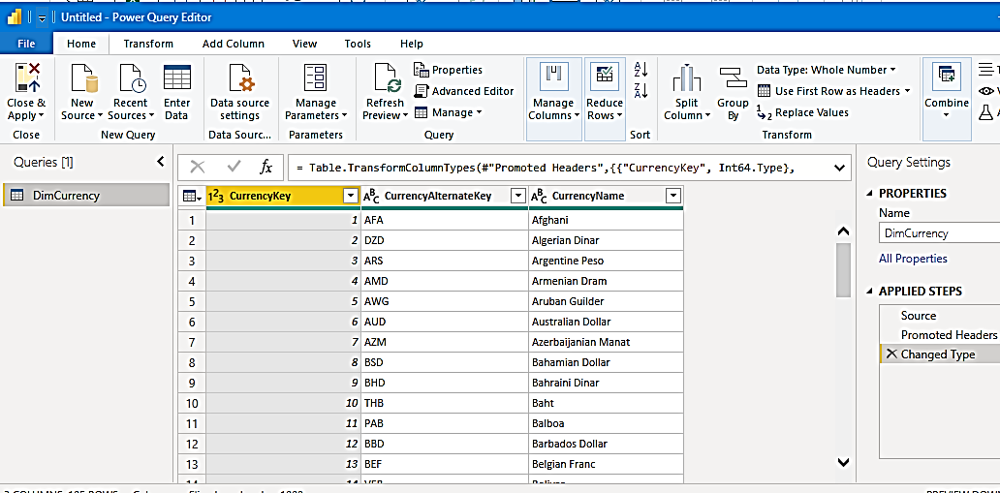 Untitled - Power Query Editor
File Home Transform Add Column View Tools Help
Close & Apply
New Source
Recent Sources
Enter Data
Data source settings
Manage Parameters
Refresh Preview
Properties
Advanced Editor
Manage
Manage Columns
Reduce Rows
Split Column
Group By
Data Type: Whole Number
Use First Row as Headers
Replace Values
Combine
Close New Query Data Sourc... Parameters Query Sort Transform
Queries [1]
DimCurrency
= Table.TransformColumnTypes(#"Promoted Headers",{{"CurrencyKey", Int64.Type},
CurrencyKey CurrencyAlternateKey CurrencyName
1 1 AFA Afghani
2 2 DZD Algerian Dinar
3 3 ARS Argentine Peso
4 4 AMD Armenian Dram
5 5 AWG Aruban Guilder
6 6 AUD Australian Dollar
7 7 AZM Azerbaijanian Manat
8 8 BSD Bahamian Dollar
9 9 BHD Bahraini Dinar
10 10 THB Baht
11 11 PAB Balboa
12 12 BBD Barbados Dollar
13 13 BEF Belgian Franc
Query Settings
PROPERTIES
Name
DimCurrency
All Properties
APPLIED STEPS
Source
Promoted Headers
Changed Type